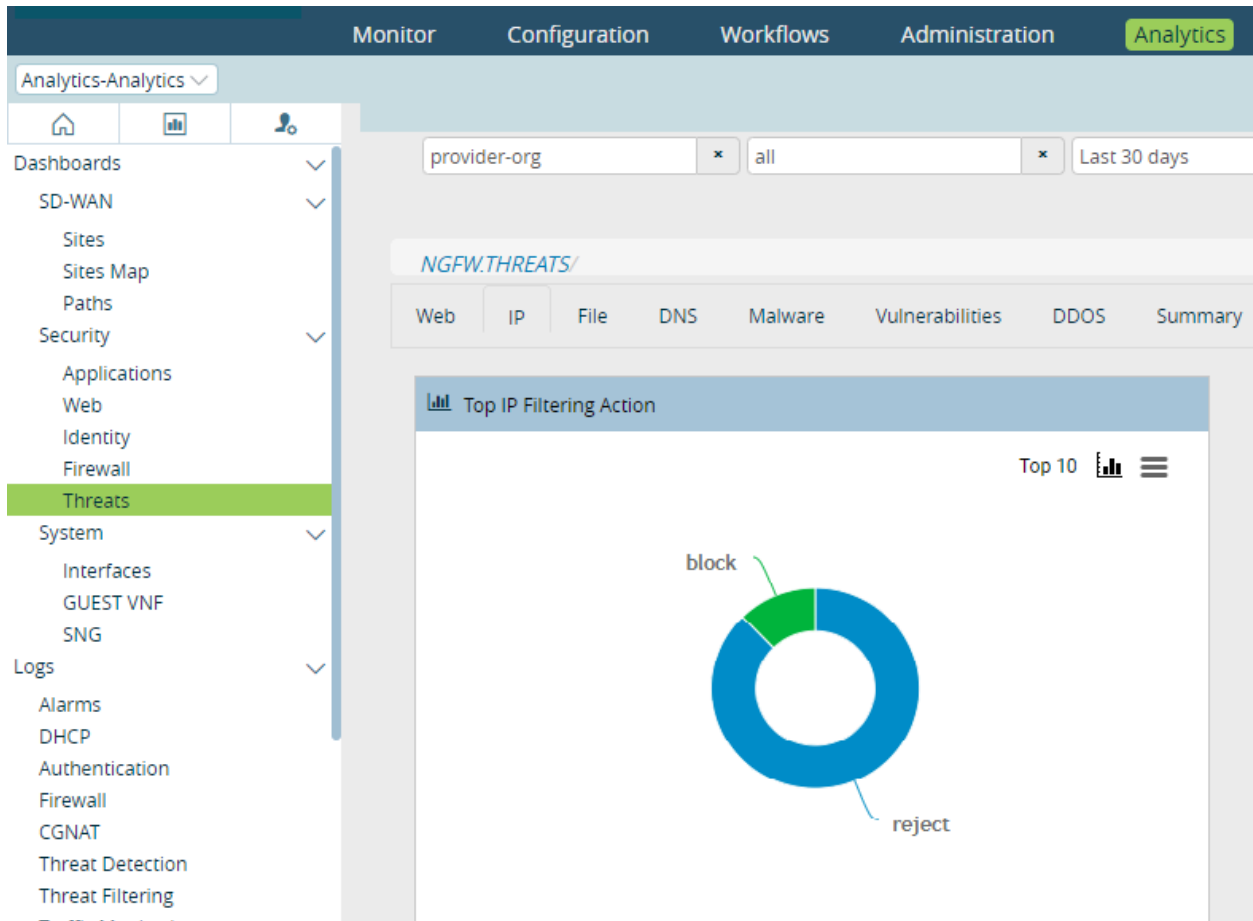 Monitor Configuration Workflows Administration Analytics
Analytics-Analytics
provider-org all Last 30 days
Dashboards
SD-WAN
Sites
Sites Map
Paths
Security
Applications
Web
Identity
Firewall
Threats
System
Interfaces
GUEST VNF
SNG
Logs
Alarms
DHCP
Authentication
Firewall
CGNAT
Threat Detection
Threat Filtering
NGFW.THREATS/
Web IP File DNS Malware Vulnerabilities DDOS Summary
Top IP Filtering Action
Top 10
block
reject